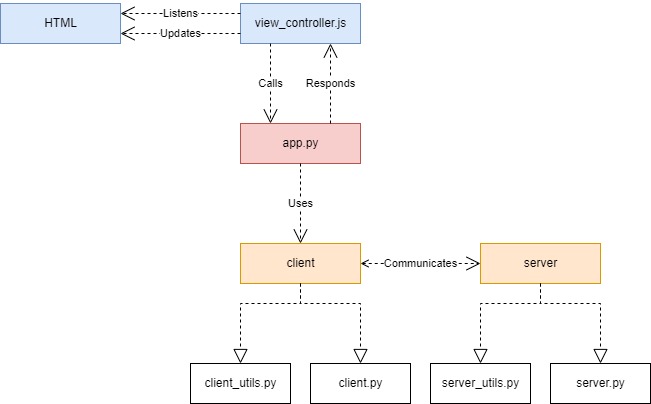 HTML
Listens
Updates
view_controller.js
Calls
Responds
app.py
Uses
client
Communicates
server
client_utils.py
client.py
server_utils.py
server.py